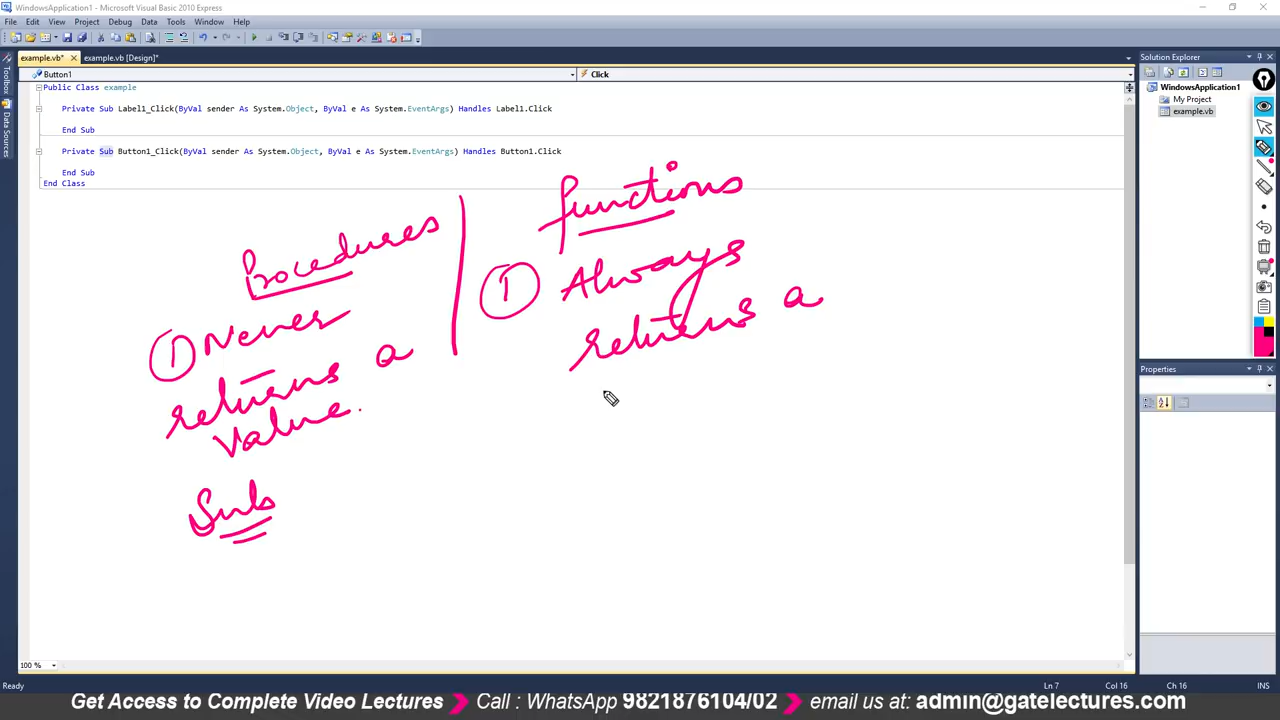 WindowsApplication1 - Microsoft Visual Basic 2010 Express
File Edit View Project Debug Data Tools Window Help
example.vb* example.vb [Design]*
Button1 Click
Public Class example
Private Sub Label1_Click(ByVal sender As System.Object, ByVal e As System.EventArgs) Handles Label1.Click
End Sub
Private Sub Button1_Click(ByVal sender As System.Object, ByVal e As System.EventArgs) Handles Button1.Click
End Sub
End Class
Toolbox
Data Sources
Procedures
① Never
returns a
value.
Sub
functions
① Always
returns a
Solution Explorer
WindowsApplication1
My Project
example.vb
Properties
100 %
Ready Ln 7 Col 16 Ch 16 INS
Get Access to Complete Video Lectures Call : WhatsApp 9821876104/02 email us at: admin@gatelectures.com